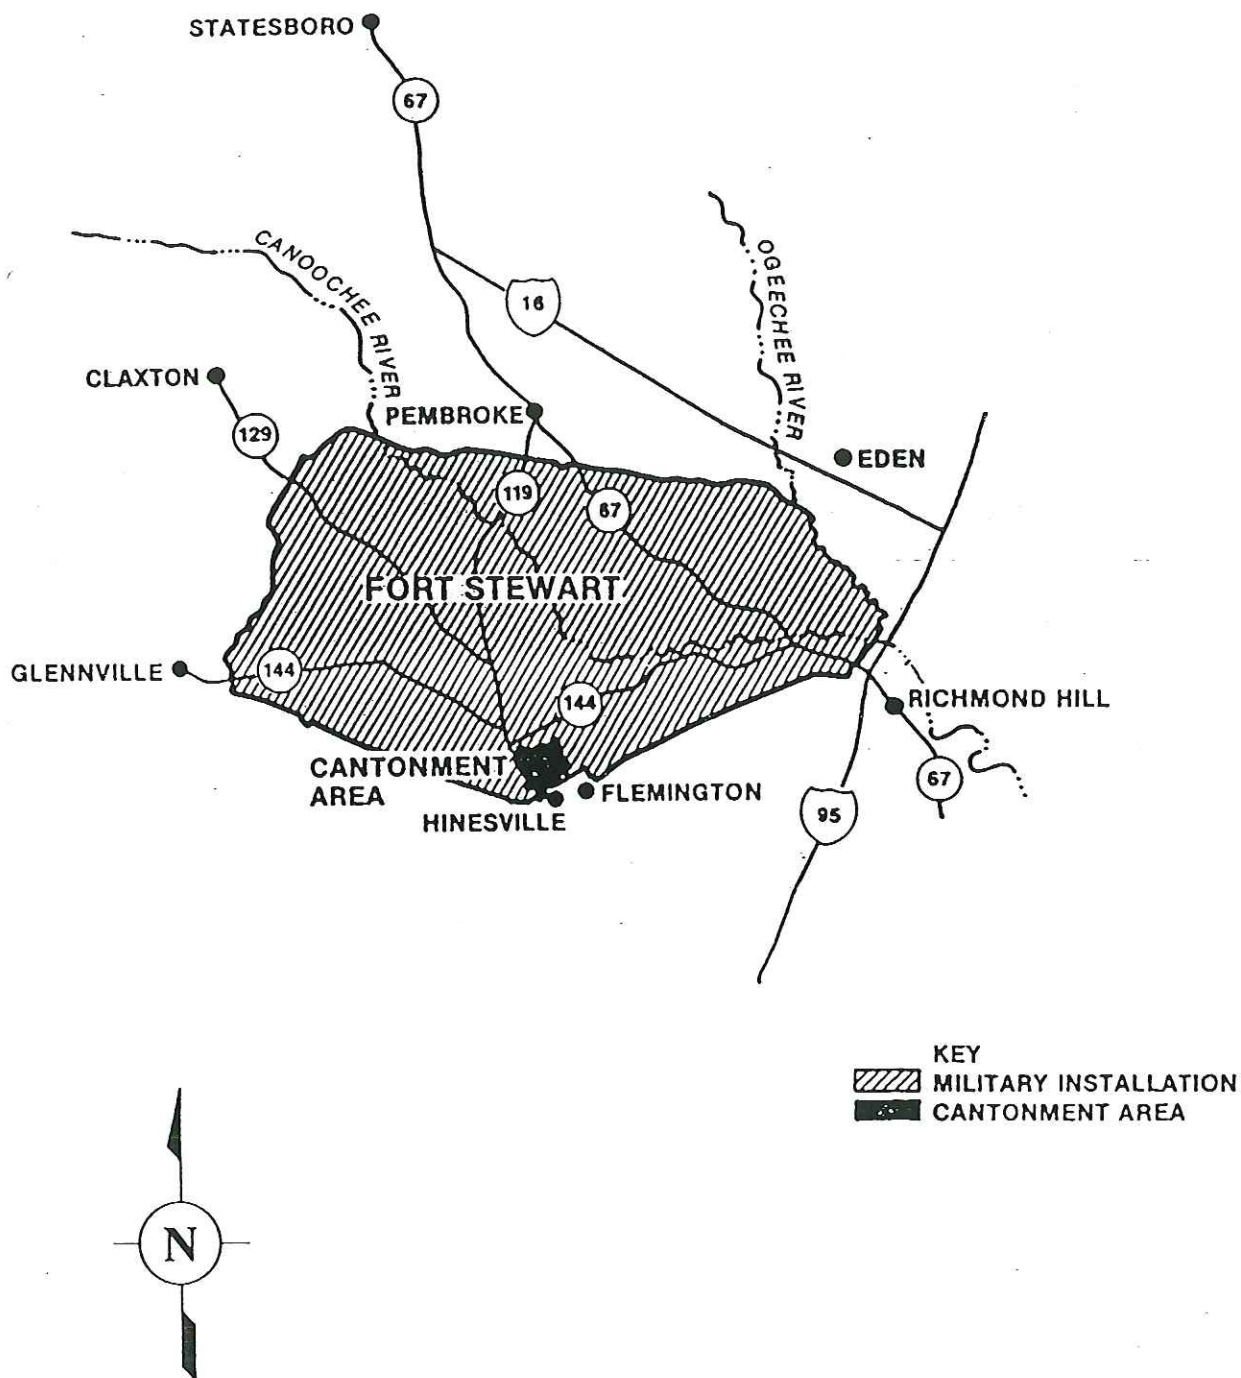 STATESBORO
67
CANOOCHEE RIVER
OGEECHEE RIVER
16
CLAXTON
PEMBROKE
129
EDEN
119
67
FORT STEWART
GLENNVILLE
144
144
RICHMOND HILL
CANTONMENT
AREA
FLEMINGTON
67
HINESVILLE
95
KEY
MILITARY INSTALLATION
CANTONMENT AREA
N